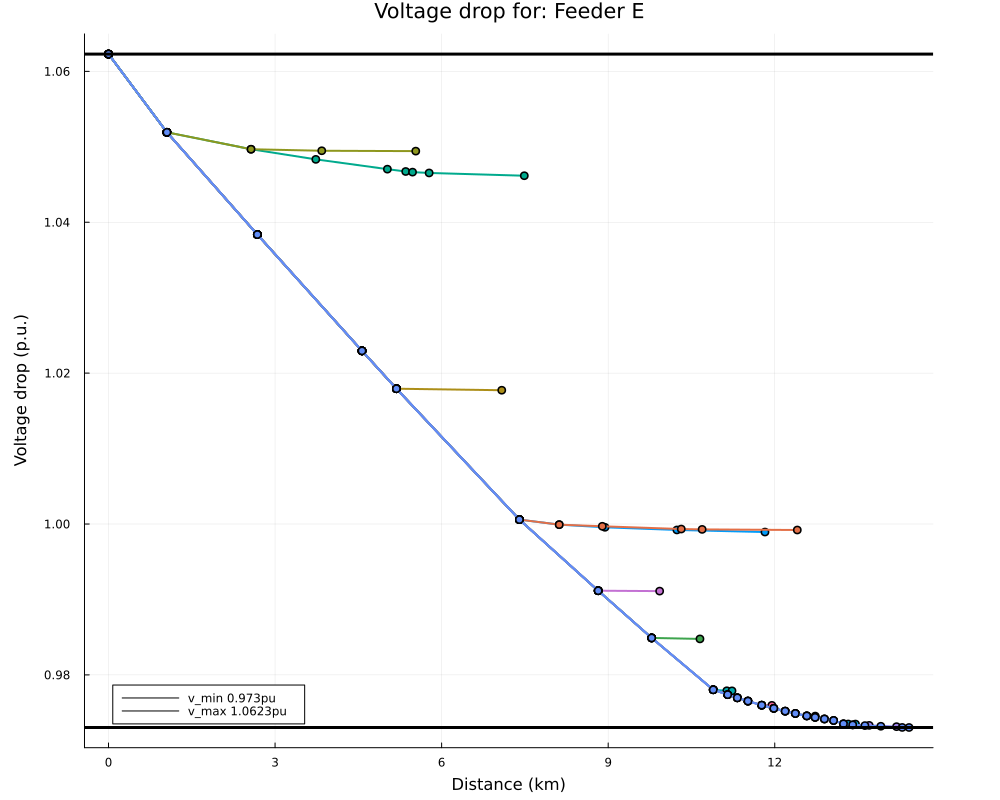 Voltage drop for: Feeder E
Voltage drop (p.u.)
1.06
1.04
1.02
1.00
0.98
v_min 0.973pu
v_max 1.0623pu
0 3 6 9 12
Distance (km)